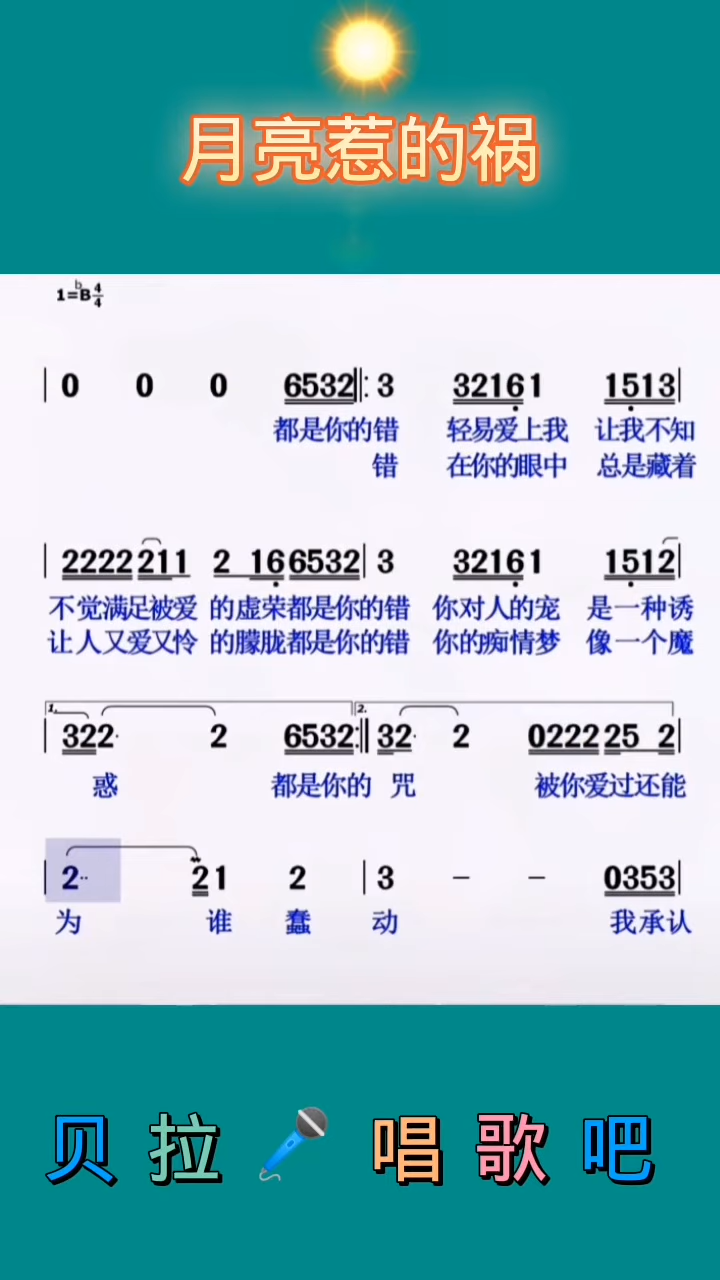 月亮惹的祸
1=bB 4/4
| 0 0 0 6532 ‖: 3 32161 1513 |
都是你的错 轻易爱上我 让我不知
错 在你的眼中 总是藏着
| 2222211 2 166532 | 3 32161 1512 |
不觉满足被爱 的虚荣都是你的错 你对人的宠 是一种诱
让人又爱又怜 的朦胧都是你的错 你的痴情梦 像一个魔
1. 2.
| 322· 2 6532 :‖ 32· 2 022225 2 |
惑 都是你的 咒 被你爱过还能
| 2·· 21 2 | 3 − − 0353 |
为 谁 蠢 动 我承认
贝 拉 🎤 唱 歌 吧